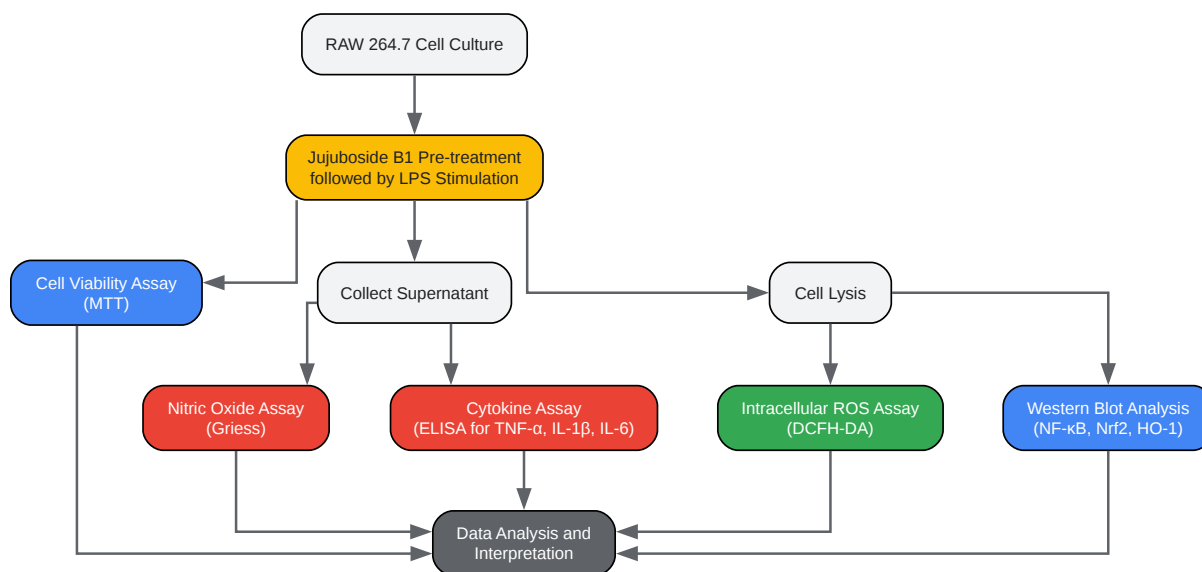 RAW 264.7 Cell Culture
Jujuboside B1 Pre-treatment
followed by LPS Stimulation
Cell Viability Assay
(MTT)
Collect Supernatant
Cell Lysis
Nitric Oxide Assay
(Griess)
Cytokine Assay
(ELISA for TNF-α, IL-1β, IL-6)
Intracellular ROS Assay
(DCFH-DA)
Western Blot Analysis
(NF-κB, Nrf2, HO-1)
Data Analysis and
Interpretation